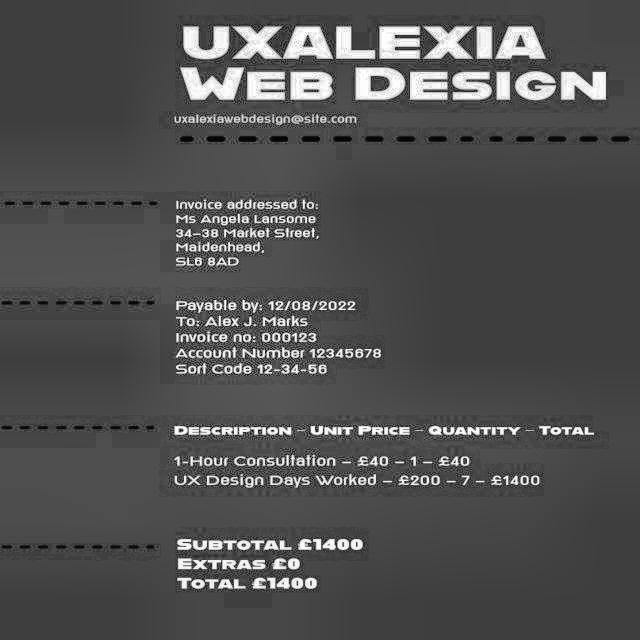 UXALEXIA
WEB DESIGN
uxalexiawebdesign@site.com
Invoice addressed to:
Ms Angela Lansome
34–38 Market Street,
Maidenhead,
SL6 8AD
Payable by: 12/08/2022
To: Alex J. Marks
Invoice no: 000123
Account Number 12345678
Sort Code 12-34-56
DESCRIPTION – UNIT PRICE – QUANTITY – TOTAL
1-Hour Consultation – £40 – 1 – £40
UX Design Days Worked – £200 – 7 – £1400
SUBTOTAL £1400
EXTRAS £0
TOTAL £1400